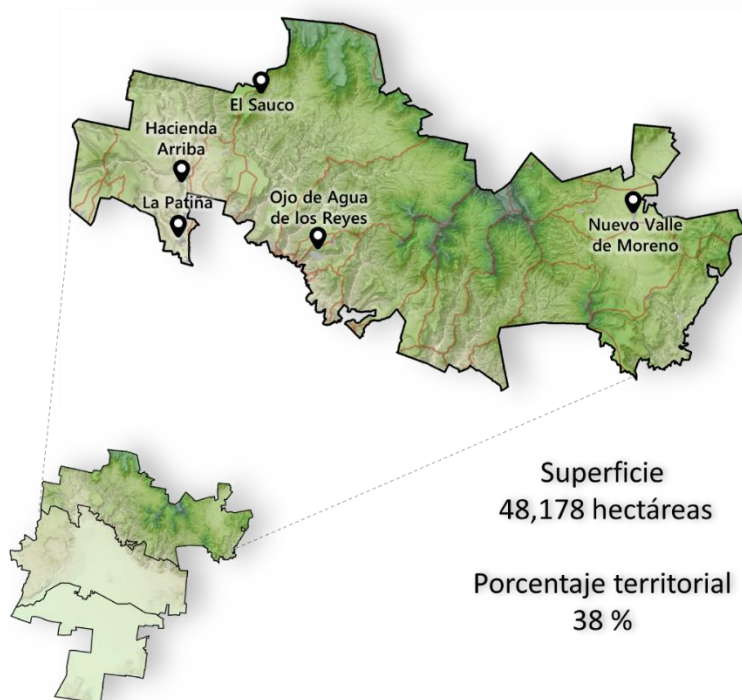 El Sauco
Hacienda
Arriba
La Patiña
Ojo de Agua
de los Reyes
Nuevo Valle
de Moreno
Superficie
48,178 hectáreas
Porcentaje territorial
38 %